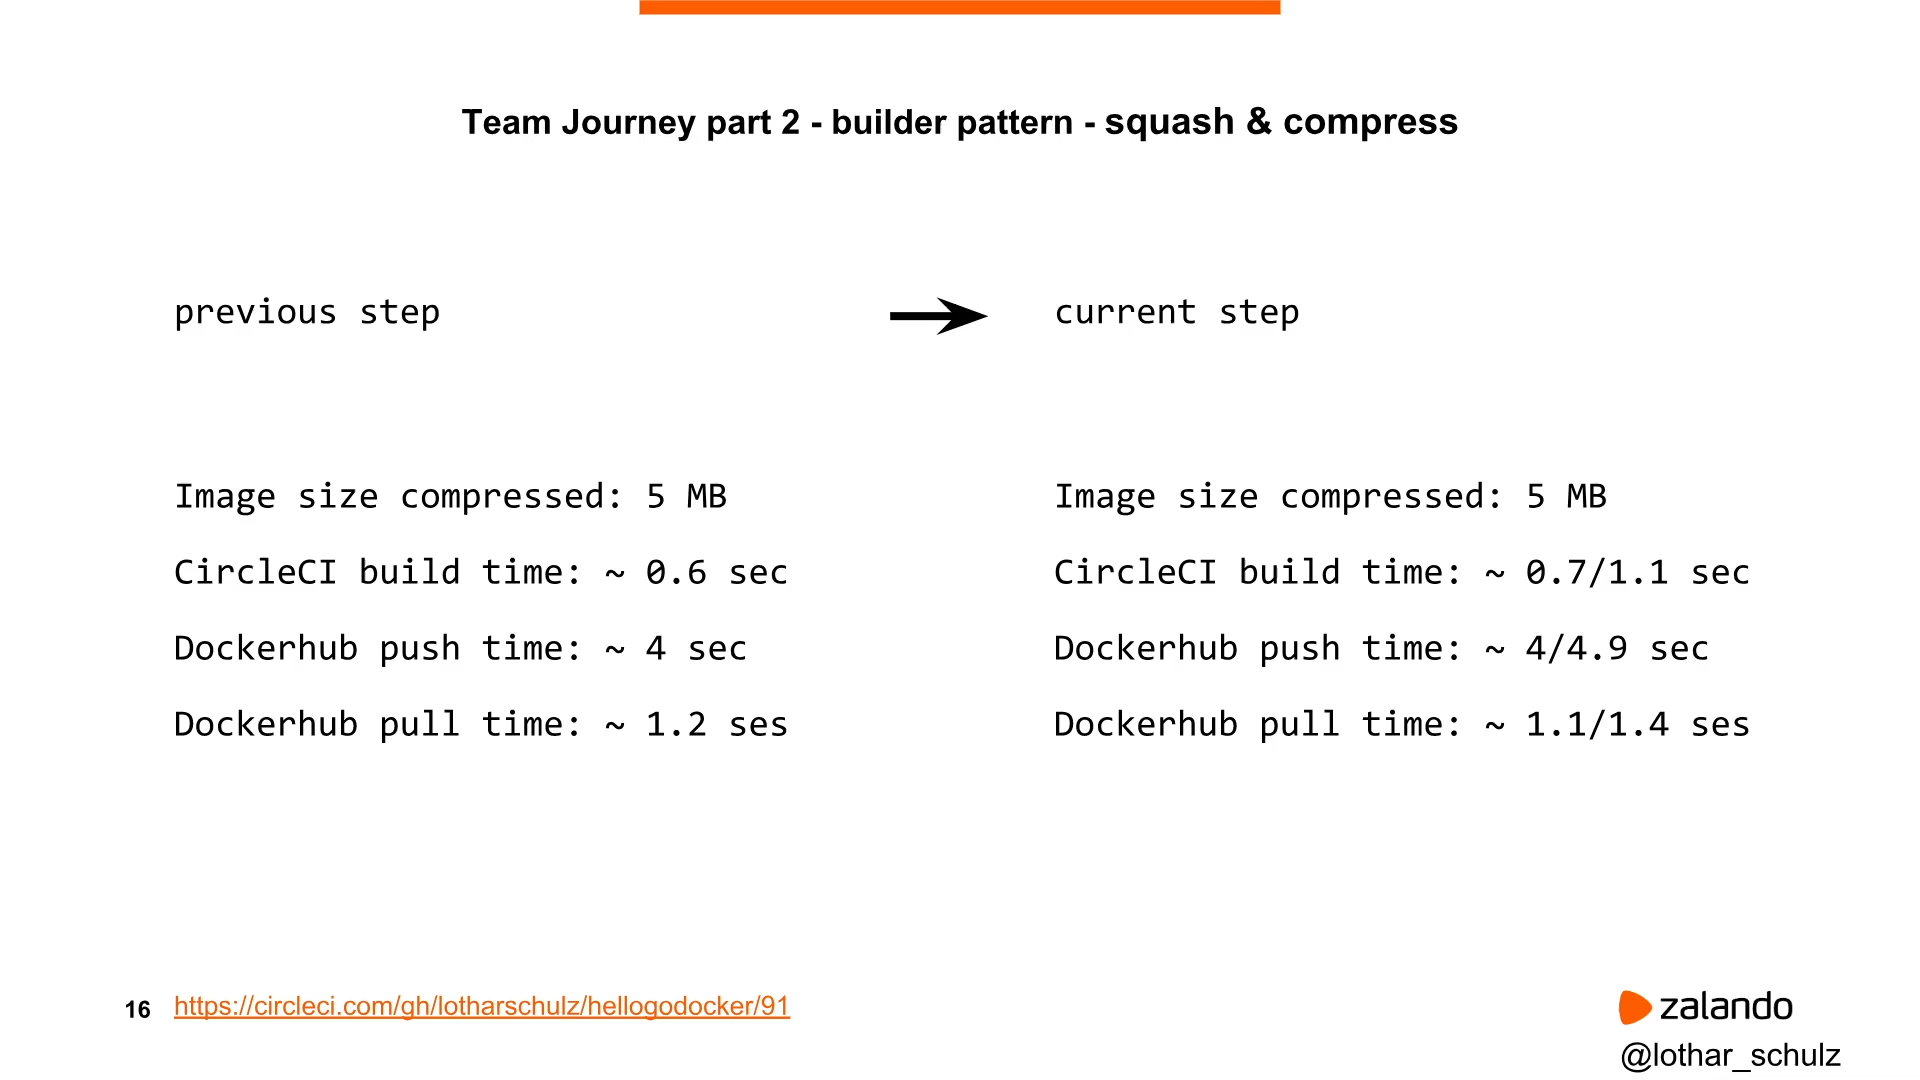 Team Journey part 2 - builder pattern - squash & compress
previous step
current step
Image size compressed: 5 MB
CircleCI build time: ~ 0.6 sec
Dockerhub push time: ~ 4 sec
Dockerhub pull time: ~ 1.2 ses
Image size compressed: 5 MB
CircleCI build time: ~ 0.7/1.1 sec
Dockerhub push time: ~ 4/4.9 sec
Dockerhub pull time: ~ 1.1/1.4 ses
16 https://circleci.com/gh/lotharschulz/hellogodocker/91
zalando
@lothar_schulz